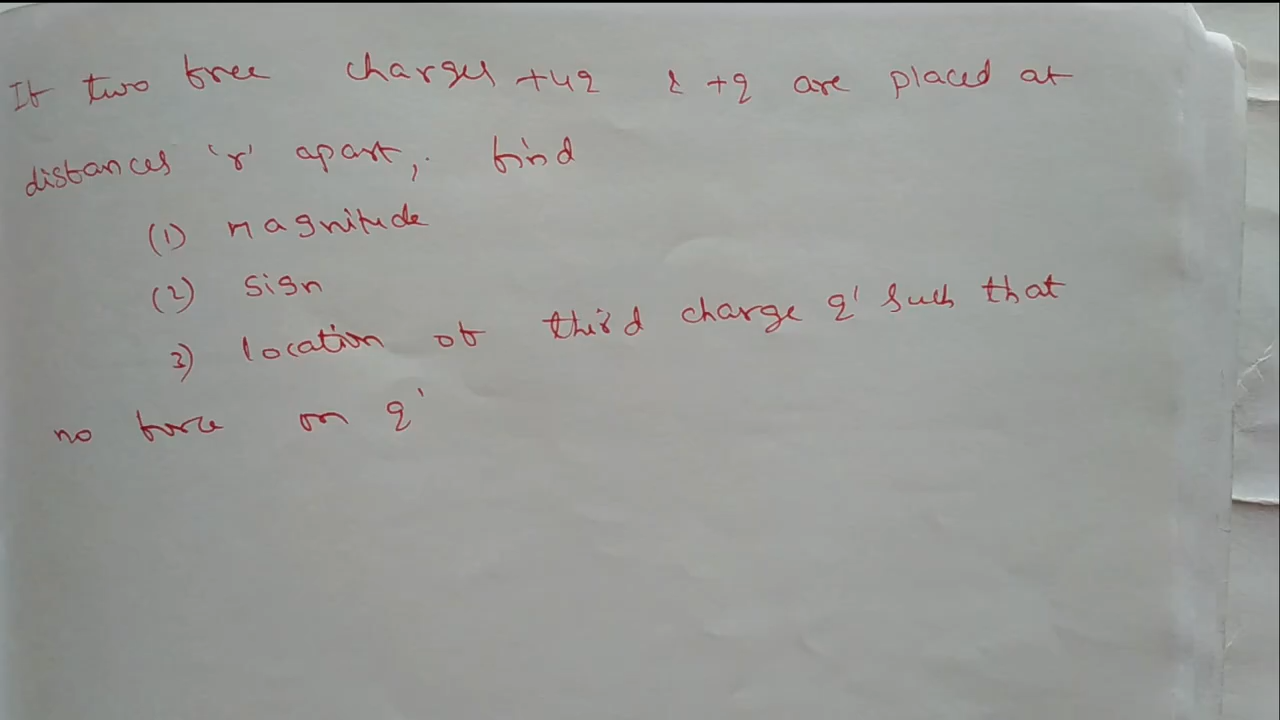 If two free charges +4q & +q are placed at
distances 'r' apart, find
(1) magnitude
(2) sign
3) location of third charge q' such that
no force on q'